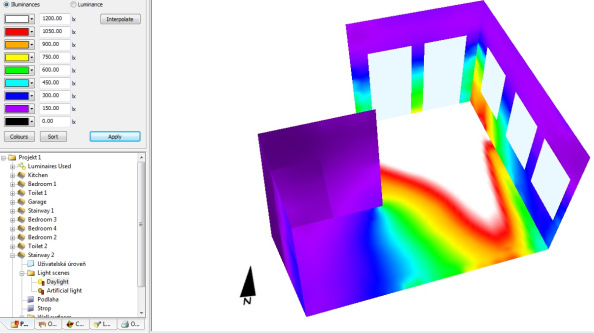 Illuminances
Luminance
1200.00 lx
Interpolate
1050.00 lx
900.00 lx
750.00 lx
600.00 lx
450.00 lx
300.00 lx
150.00 lx
0.00 lx
Colours
Sort
Apply
Projekt 1
Luminaires Used
Kitchen
Bedroom 1
Toilet 1
Garage
Stairway 1
Bedroom 3
Bedroom 4
Bedroom 2
Toilet 2
Stairway 2
Uživatelská úroveň
Light scenes
Daylight
Artificial light
Podlaha
Strop
P...
O...
C...
L...
O...
N